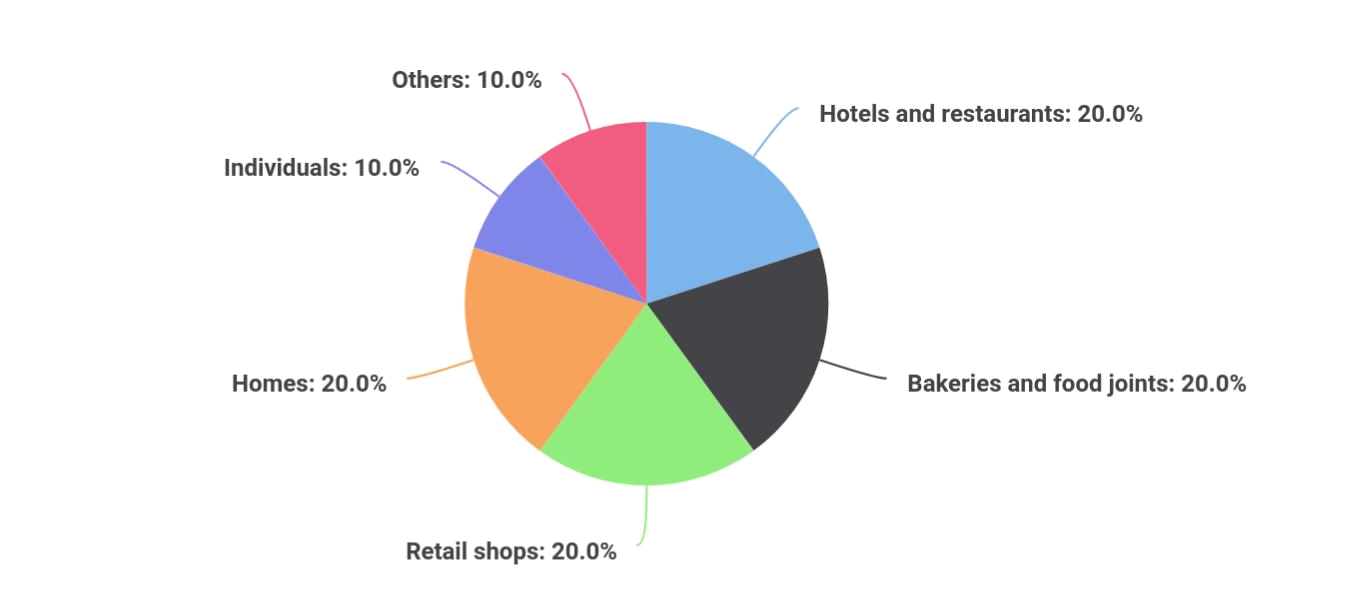 Others: 10.0%
Hotels and restaurants: 20.0%
Individuals: 10.0%
Homes: 20.0%
Bakeries and food joints: 20.0%
Retail shops: 20.0%